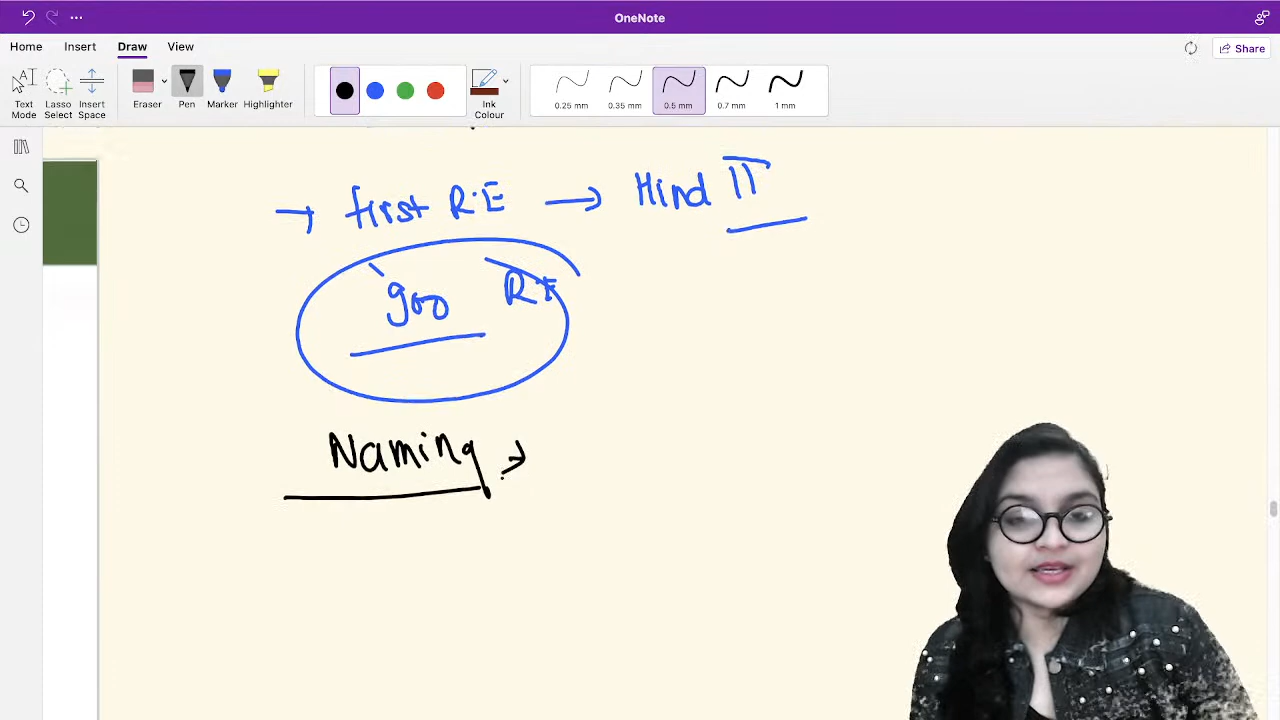 OneNote
Share
Home Insert Draw View
Text Mode
Lasso Select
Insert Space
Eraser
Pen
Marker
Highlighter
Ink Colour
0.25 mm
0.35 mm
0.5 mm
0.7 mm
1 mm
→ first R.E → Hind II
900 RE
Naming →